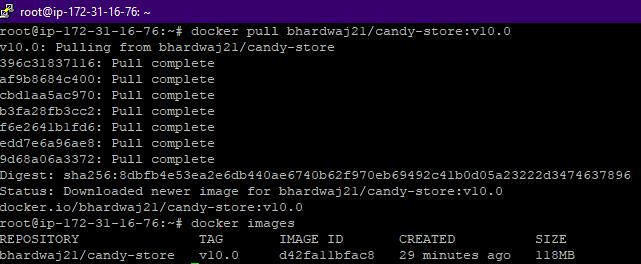 root@ip-172-31-16-76: ~
root@ip-172-31-16-76:~# docker pull bhardwaj21/candy-store:v10.0
v10.0: Pulling from bhardwaj21/candy-store
396c31837116: Pull complete
af9b8684c400: Pull complete
cbd1aa5ac970: Pull complete
b3fa28fb3cc2: Pull complete
f6e2641b1fd6: Pull complete
edd7e6a96ae8: Pull complete
9d68a06a3372: Pull complete
Digest: sha256:8dbfb4e53ea2e6db440ae6740b62f970eb69492c41b0d05a23222d3474637896
Status: Downloaded newer image for bhardwaj21/candy-store:v10.0
docker.io/bhardwaj21/candy-store:v10.0
root@ip-172-31-16-76:~# docker images
REPOSITORY TAG IMAGE ID CREATED SIZE
bhardwaj21/candy-store v10.0 d42fa11bfac8 29 minutes ago 118MB